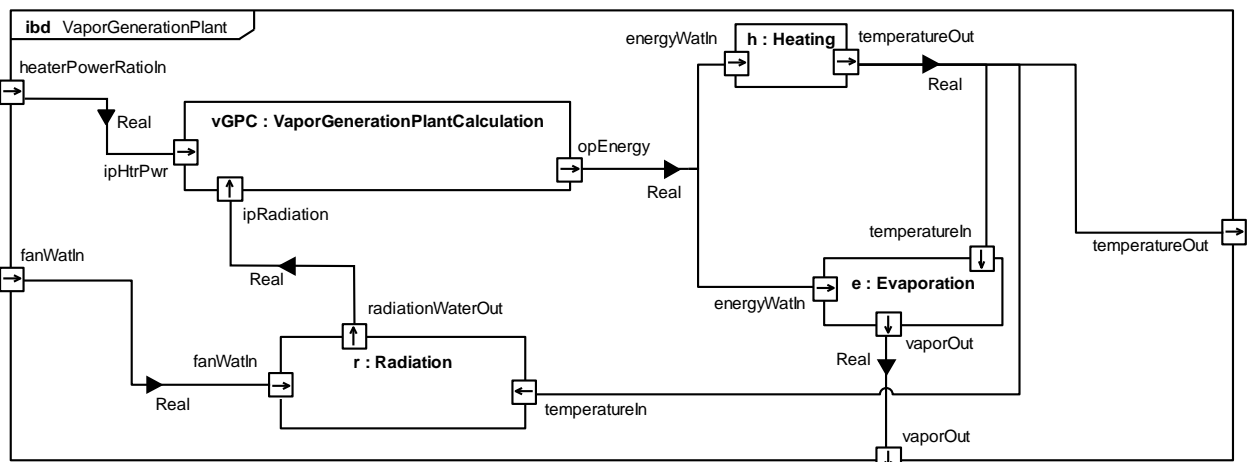 ibd VaporGenerationPlant
energyWatIn
h : Heating
temperatureOut
heaterPowerRatioIn
Real
Real
vGPC : VaporGenerationPlantCalculation
opEnergy
ipHtrPwr
Real
ipRadiation
temperatureIn
fanWatIn
temperatureOut
Real
e : Evaporation
energyWatIn
radiationWaterOut
vaporOut
fanWatIn
r : Radiation
Real
Real
temperatureIn
vaporOut